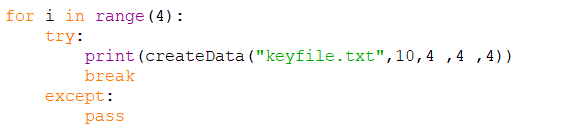 for i in range(4):
    try:
        print(createData("keyfile.txt",10,4 ,4 ,4))
        break
    except:
        pass